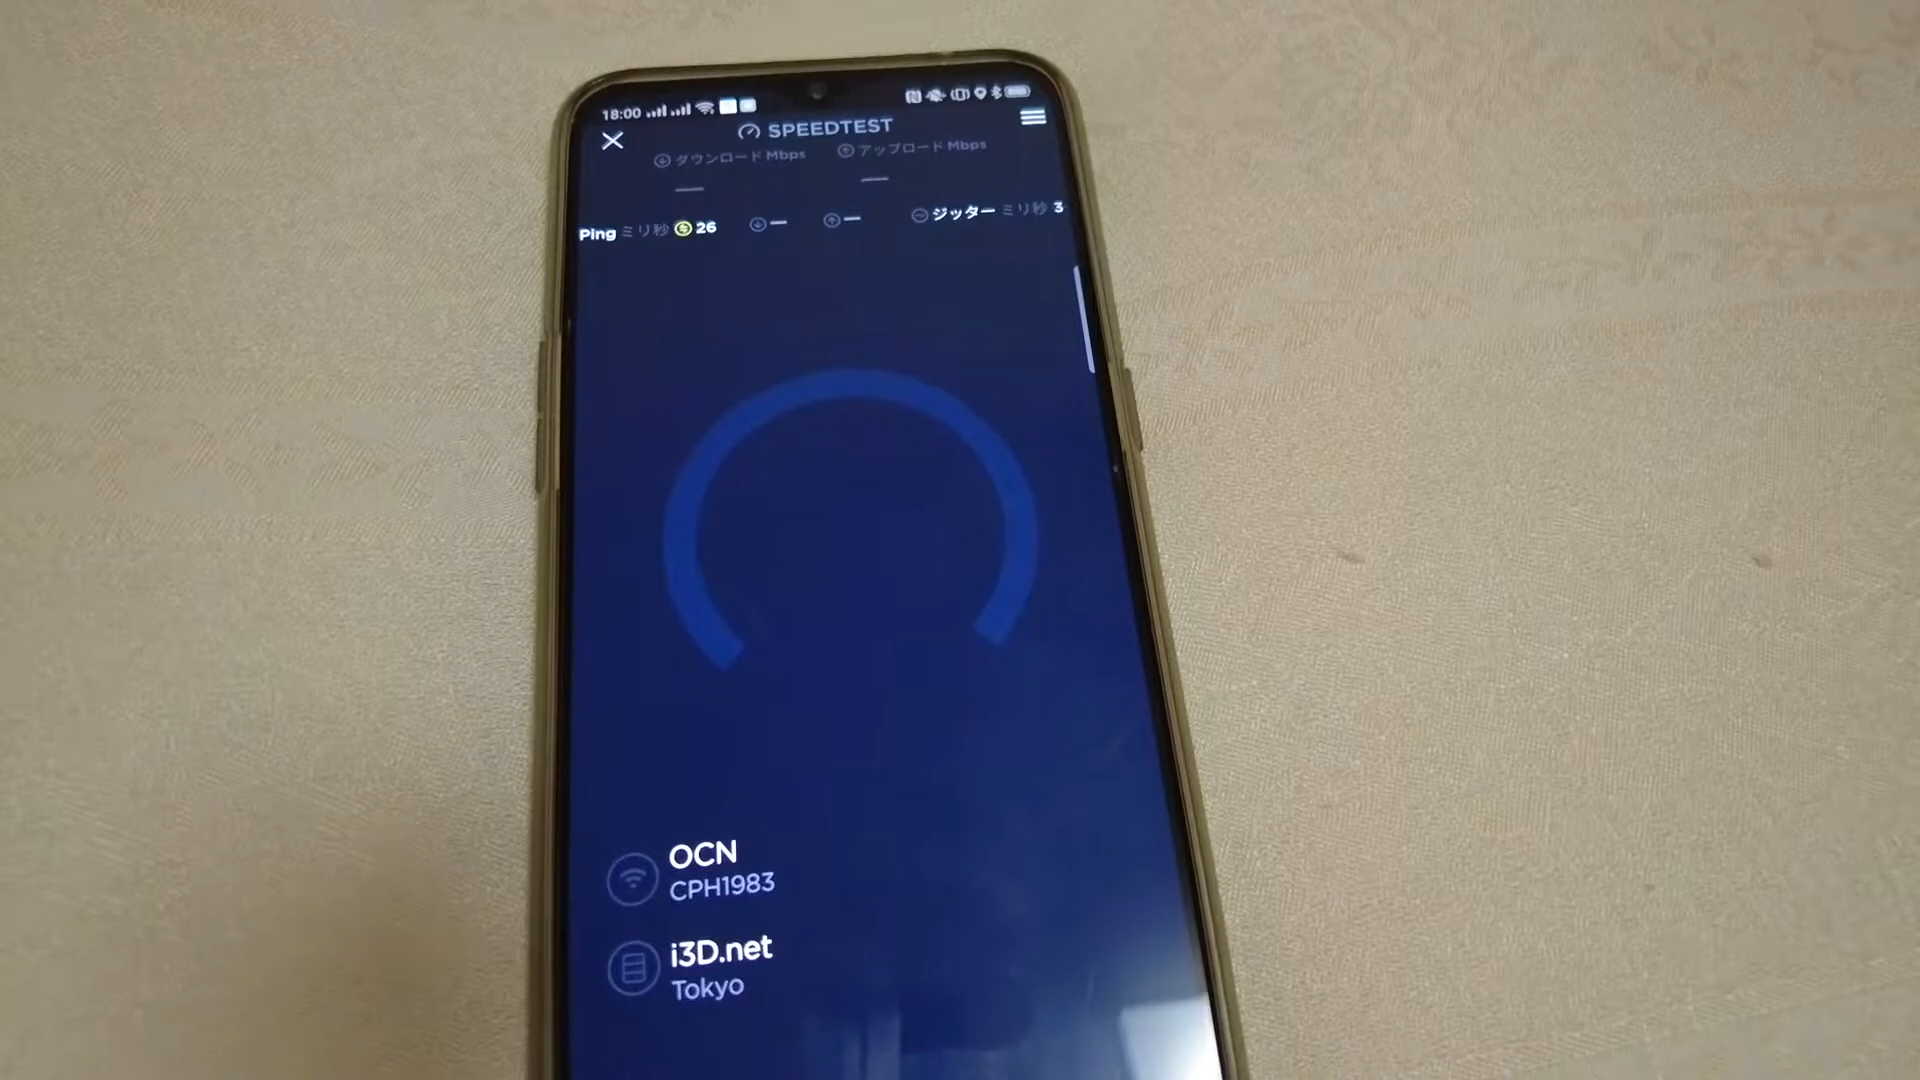 18:00
SPEEDTEST
ダウンロード Mbps アップロード Mbps
— —
Ping ミリ秒 26 — — ジッター ミリ秒 3
OCN
CPH1983
i3D.net
Tokyo